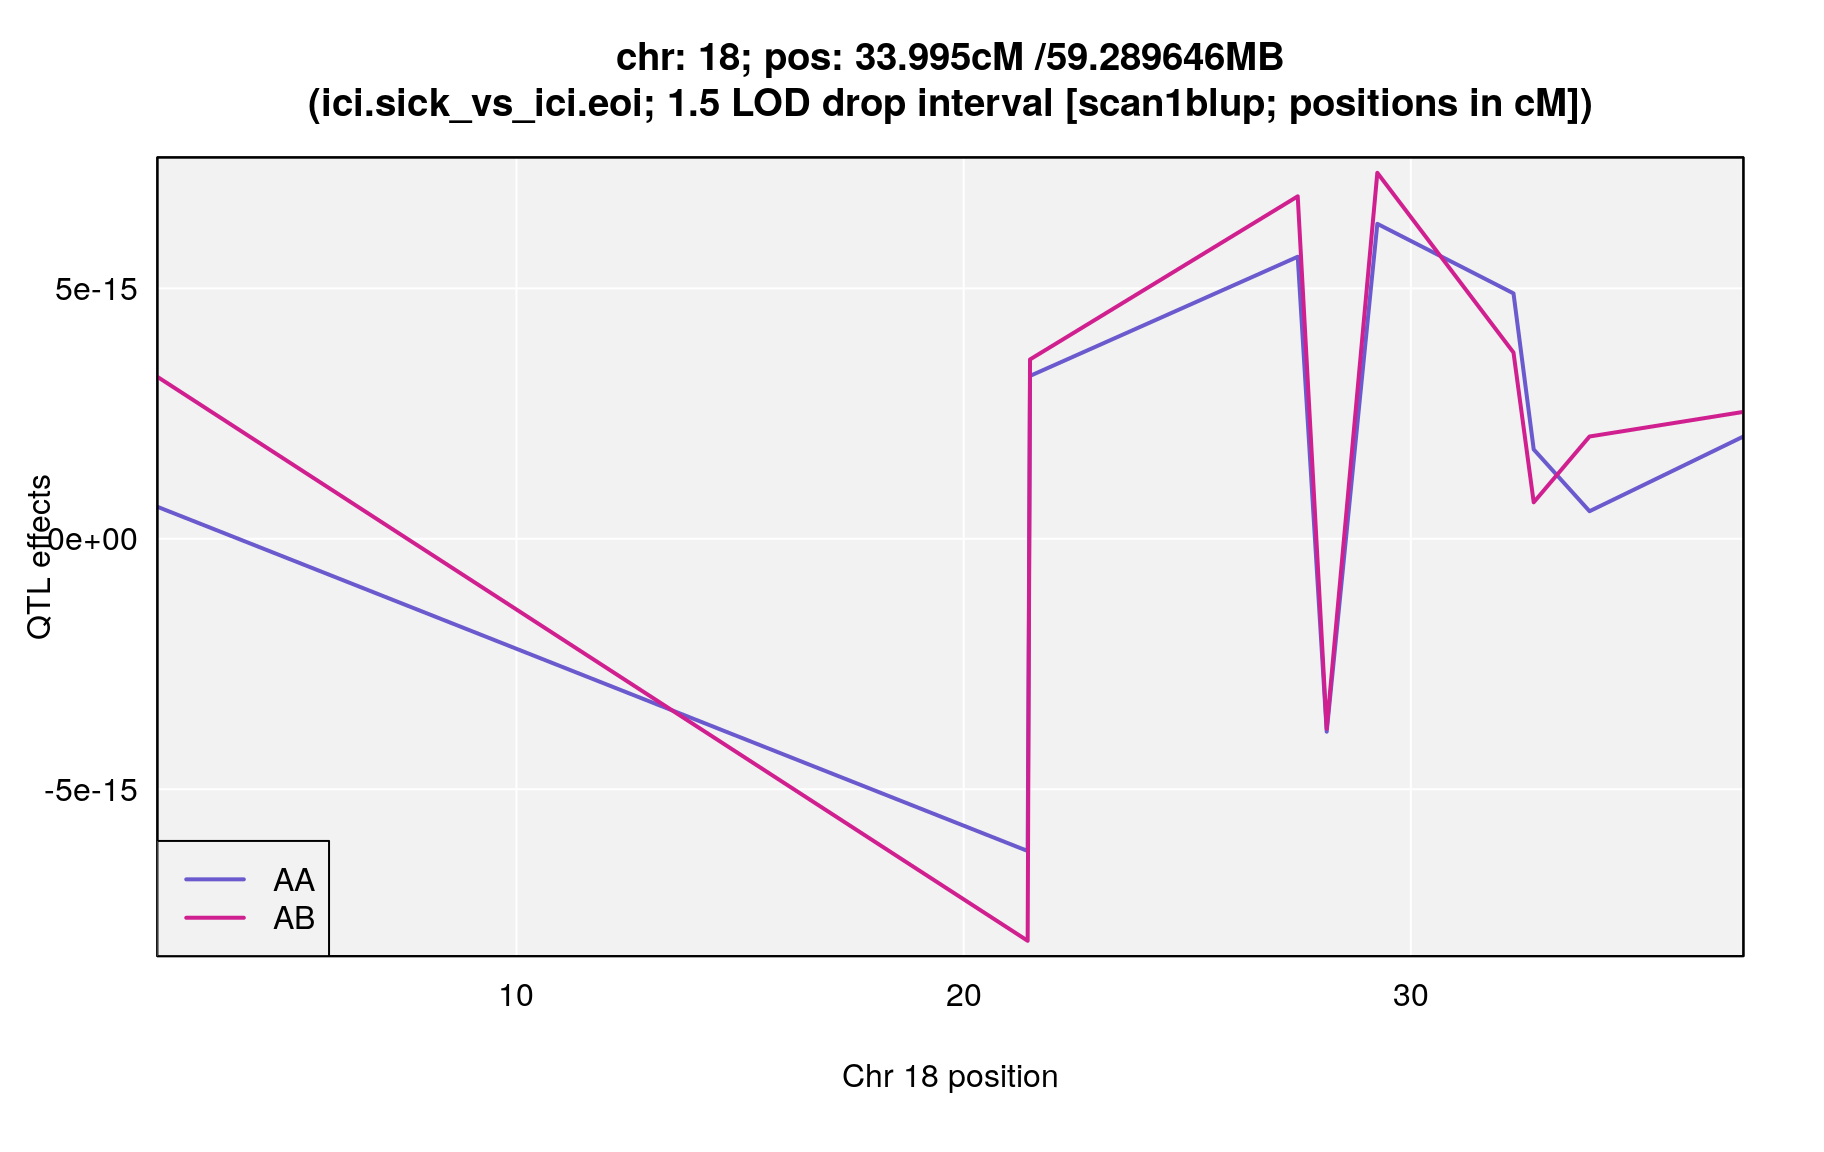 chr: 18; pos: 33.995cM /59.289646MB
(ici.sick_vs_ici.eoi; 1.5 LOD drop interval [scan1blup; positions in cM])
5e-15
0e+00
-5e-15
QTL effects
AA
AB
10 20 30
Chr 18 position